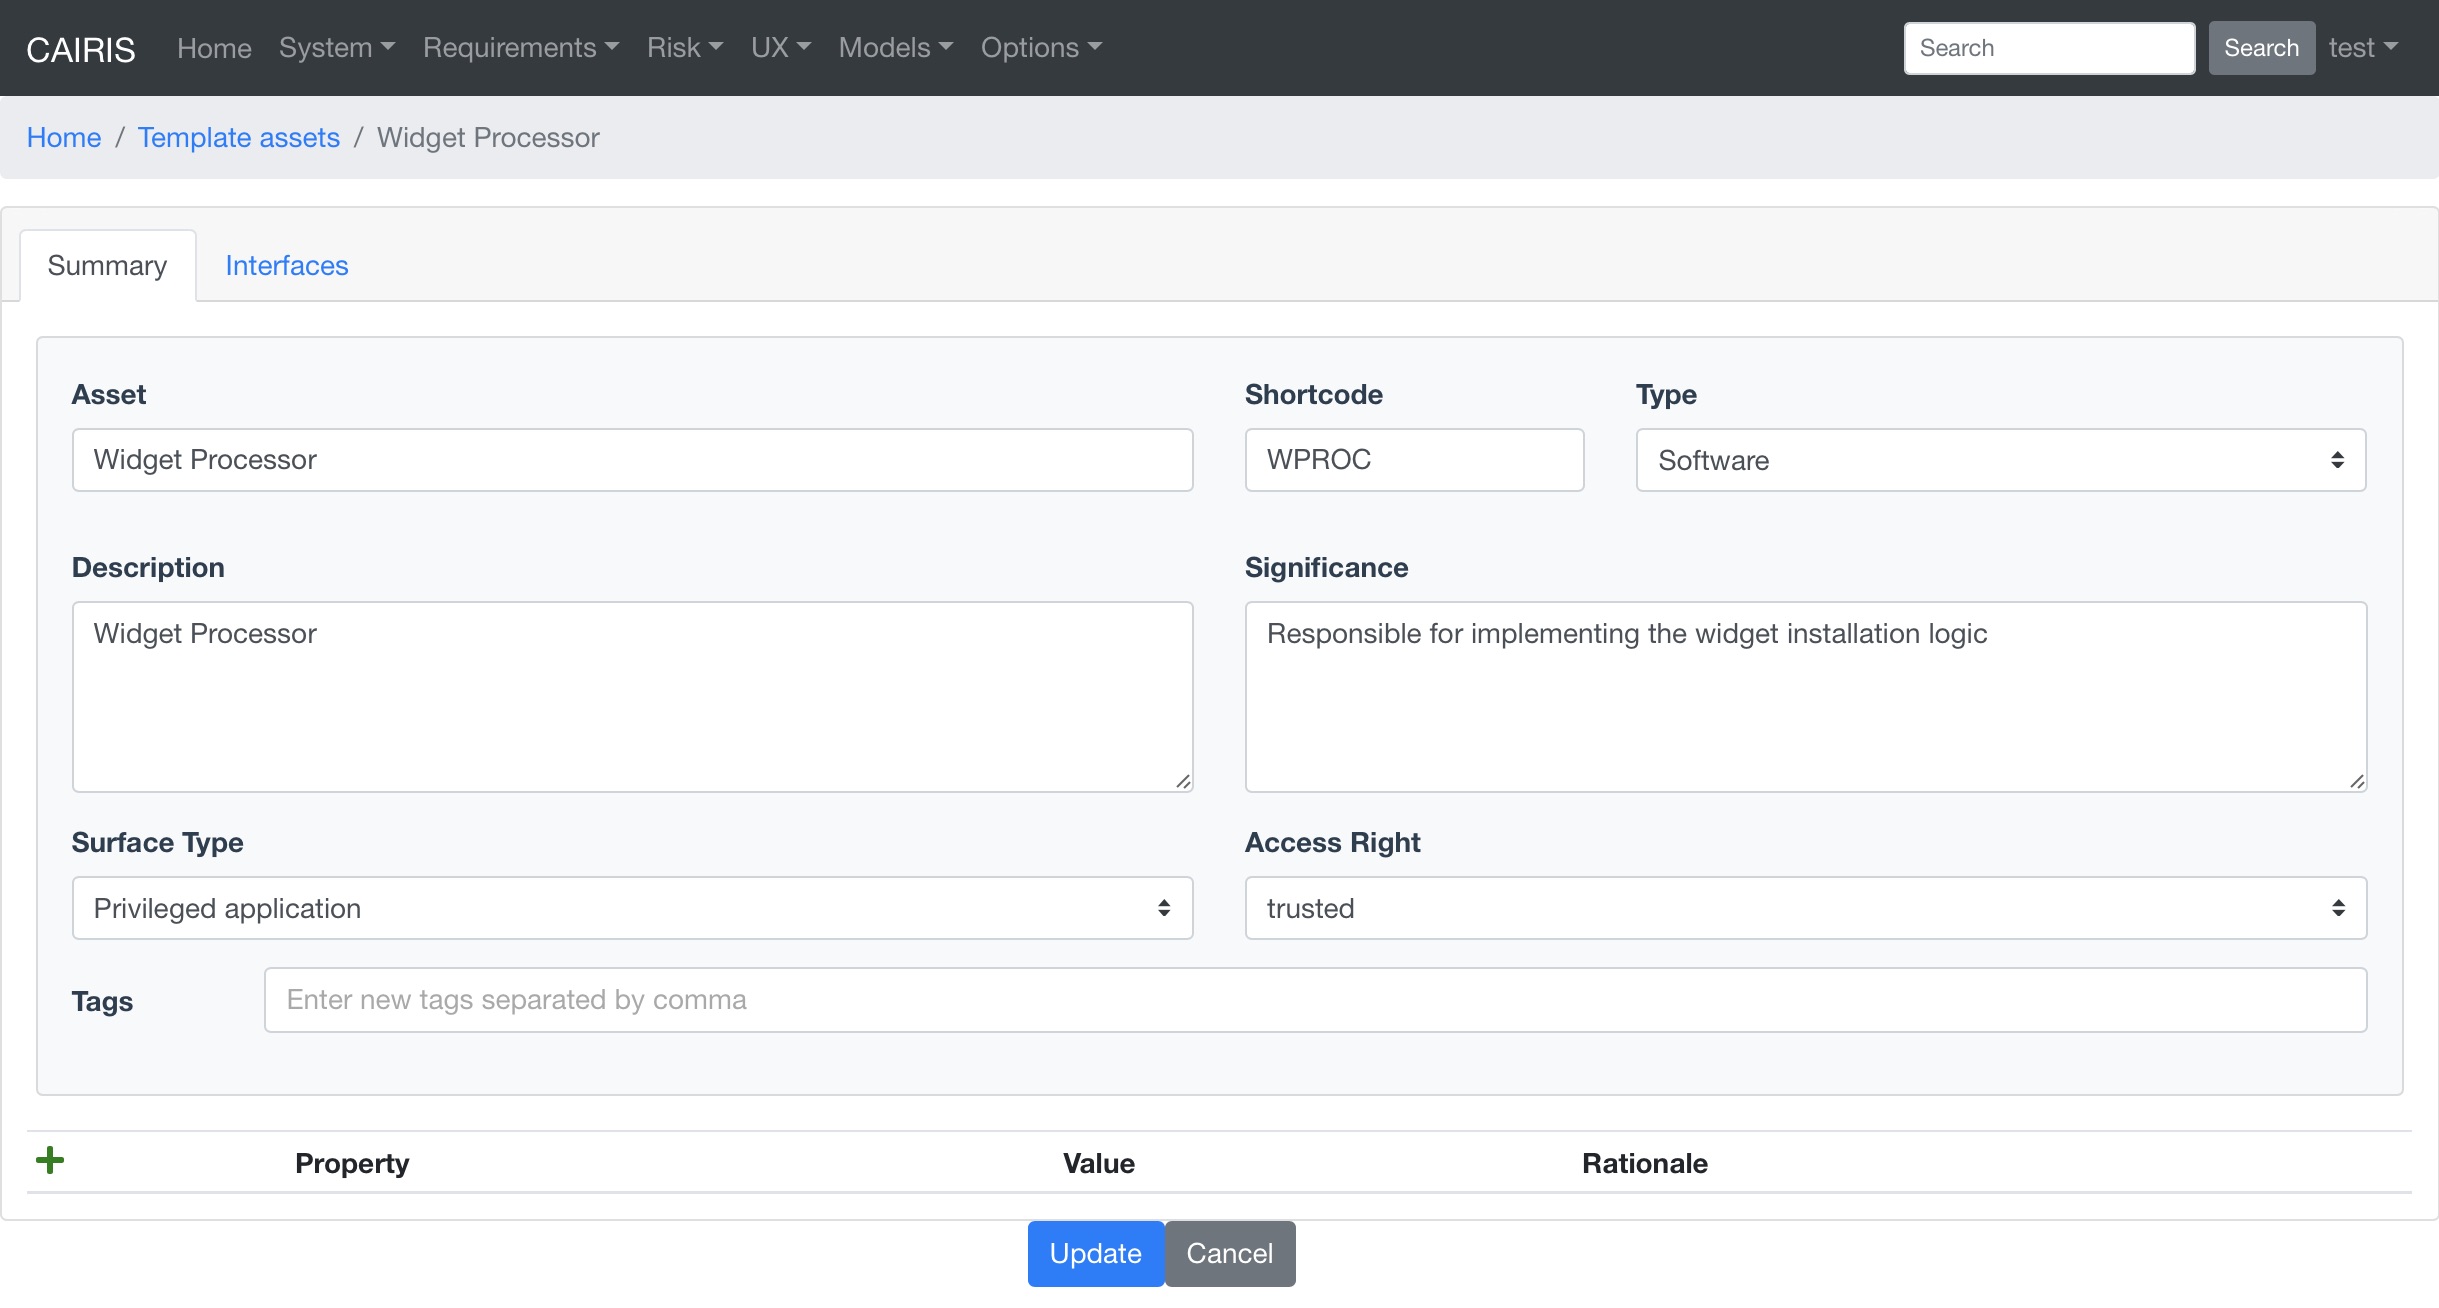 CAIRIS Home System Requirements Risk UX Models Options Search Search test
Home / Template assets / Widget Processor
Summary Interfaces
Asset Shortcode Type
Widget Processor WPROC Software
Description Significance
Widget Processor Responsible for implementing the widget installation logic
Surface Type Access Right
Privileged application trusted
Tags Enter new tags separated by comma
Property Value Rationale
Update Cancel